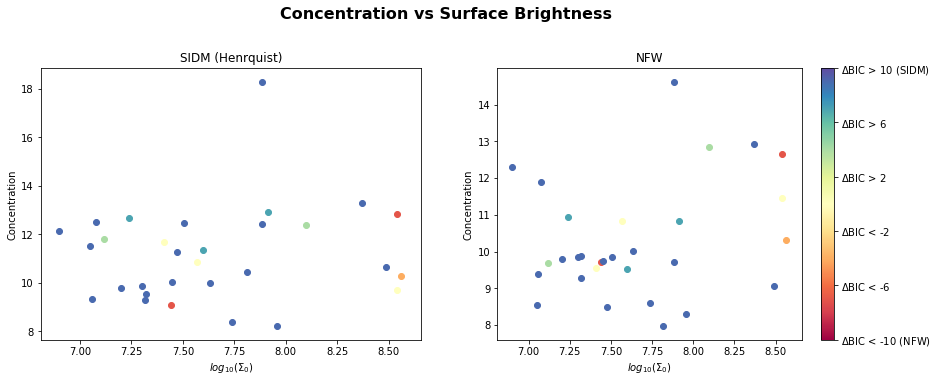 Concentration vs Surface Brightness
SIDM (Henrquist)
18
16
14
12
10
8
Concentration
7.00 7.25 7.50 7.75 8.00 8.25 8.50
log10(Σ0)
NFW
14
13
12
11
10
9
8
Concentration
7.00 7.25 7.50 7.75 8.00 8.25 8.50
log10(Σ0)
ΔBIC > 10 (SIDM)
ΔBIC > 6
ΔBIC > 2
ΔBIC < -2
ΔBIC < -6
ΔBIC < -10 (NFW)